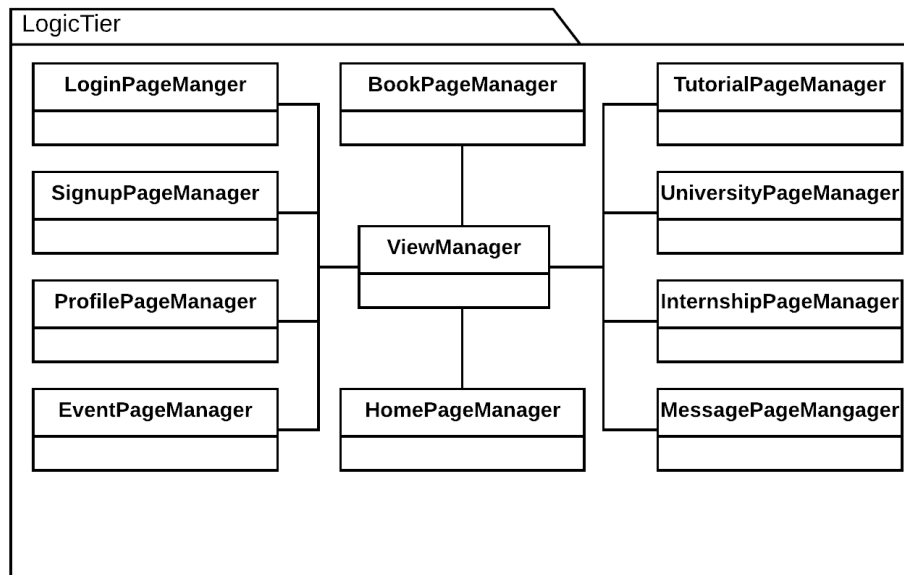 LogicTier
LoginPageManger
BookPageManager
TutorialPageManager
SignupPageManager
UniversityPageManager
ViewManager
ProfilePageManager
InternshipPageManager
EventPageManager
HomePageManager
MessagePageMangager